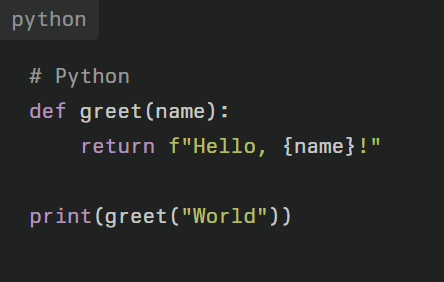 python
# Python
def greet(name):
    return f"Hello, {name}!"
print(greet("World"))